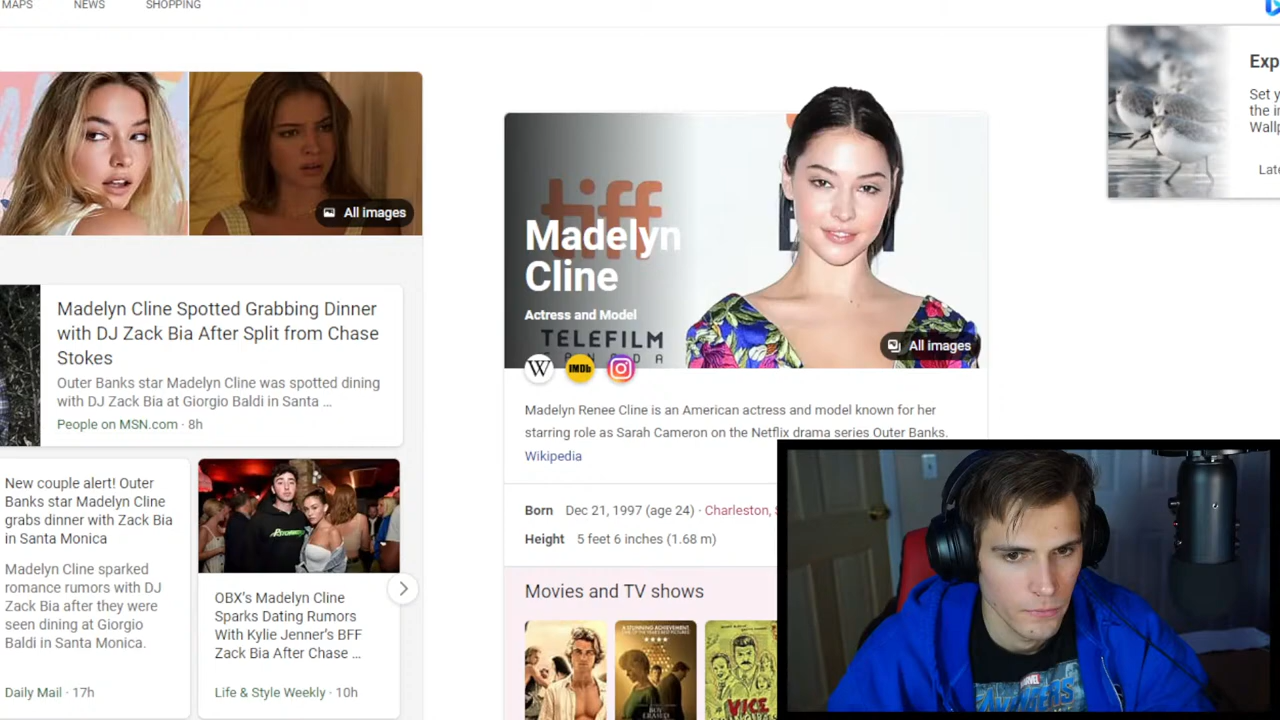 MAPS
NEWS
SHOPPING
All images
Madelyn Cline Spotted Grabbing Dinner
with DJ Zack Bia After Split from Chase
Stokes
Outer Banks star Madelyn Cline was spotted dining
with DJ Zack Bia at Giorgio Baldi in Santa ...
People on MSN.com · 8h
New couple alert! Outer
Banks star Madelyn Cline
grabs dinner with Zack Bia
in Santa Monica
Madelyn Cline sparked
romance rumors with DJ
Zack Bia after they were
seen dining at Giorgio
Baldi in Santa Monica.
Daily Mail · 17h
OBX's Madelyn Cline
Sparks Dating Rumors
With Kylie Jenner's BFF
Zack Bia After Chase ...
Life & Style Weekly · 10h
tiff
Madelyn
Cline
Actress and Model
TELEFILM
CANADA
W
IMDb
All images
Madelyn Renee Cline is an American actress and model known for her
starring role as Sarah Cameron on the Netflix drama series Outer Banks.
Wikipedia
Born Dec 21, 1997 (age 24) · Charleston,
Height 5 feet 6 inches (1.68 m)
Movies and TV shows
VICE
Exp
Set y
the i
Wallp
Late
MARVEL
AVENGERS